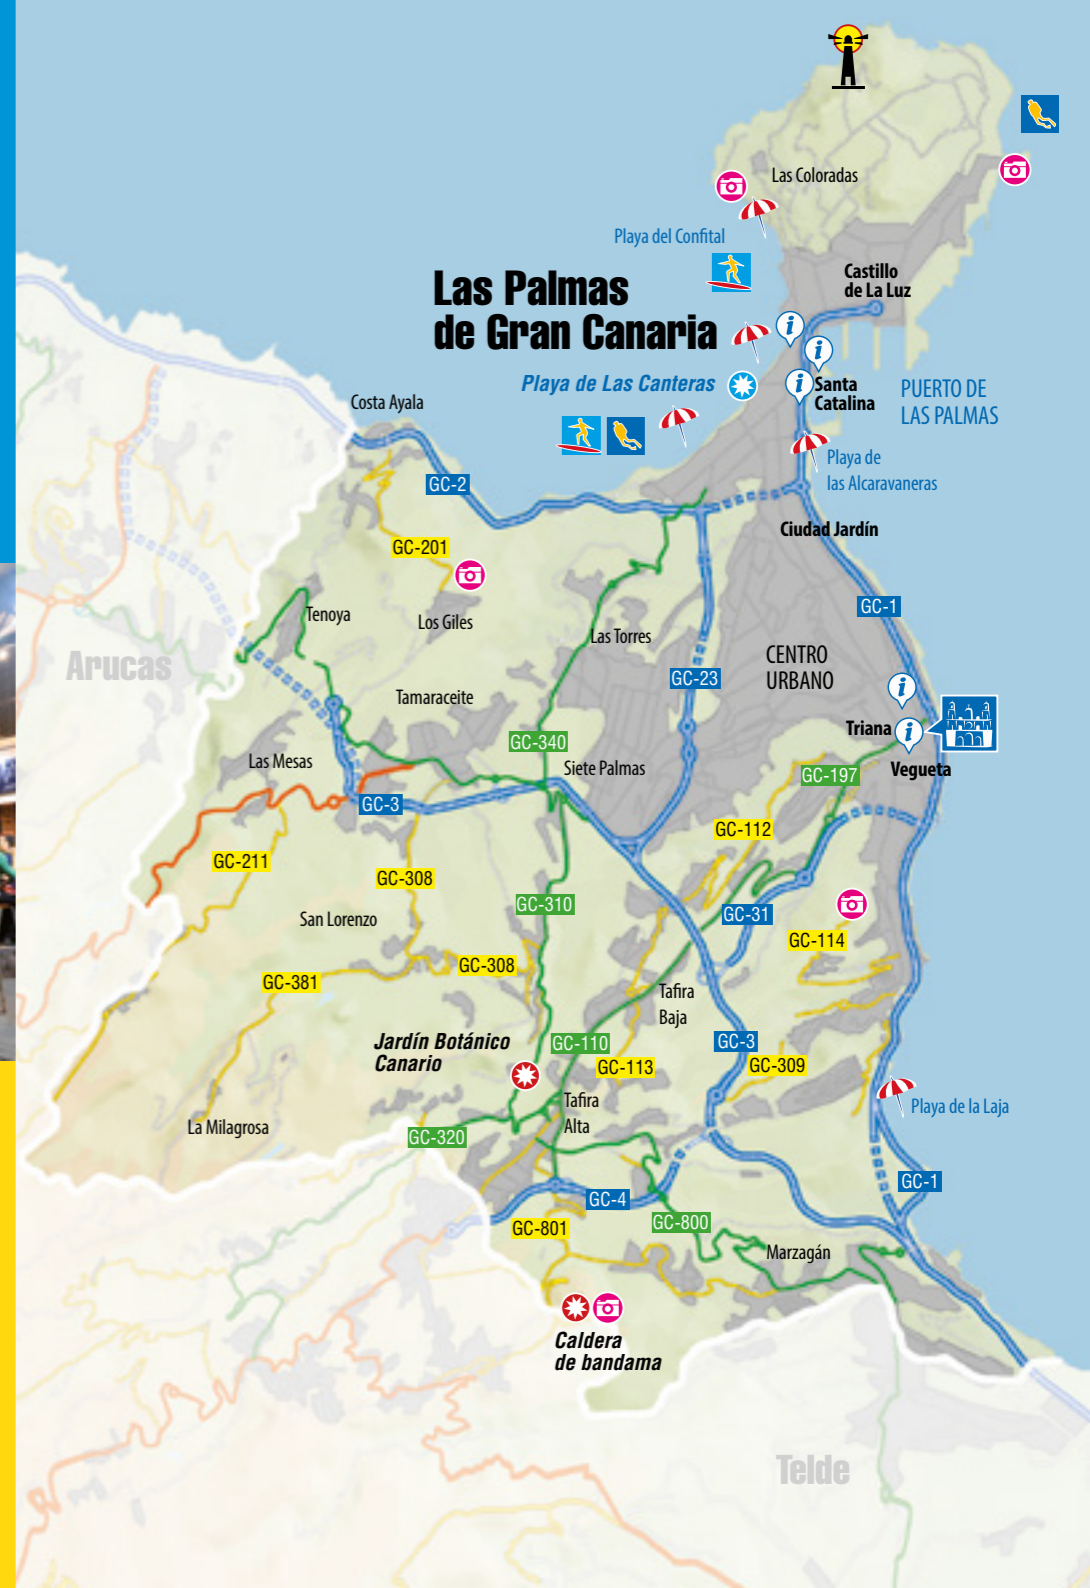 Las Coloradas
Playa del Confital
Castillo
de La Luz
Las Palmas
de Gran Canaria
Playa de Las Canteras
Santa
Catalina
PUERTO DE
LAS PALMAS
Costa Ayala
Playa de
las Alcaravaneras
GC-2
Ciudad Jardín
GC-201
GC-1
Tenoya
Los Giles
Las Torres
Arucas
CENTRO
URBANO
GC-23
Tamaraceite
Triana
GC-340
Las Mesas
Siete Palmas
Vegueta
GC-197
GC-3
GC-112
GC-211
GC-308
GC-310
GC-31
San Lorenzo
GC-114
GC-308
GC-381
Tafira
Baja
Jardín Botánico
Canario
GC-110
GC-3
GC-113
GC-309
Tafira
Alta
Playa de la Laja
La Milagrosa
GC-320
GC-1
GC-4
GC-801
GC-800
Marzagán
Caldera
de bandama
Telde